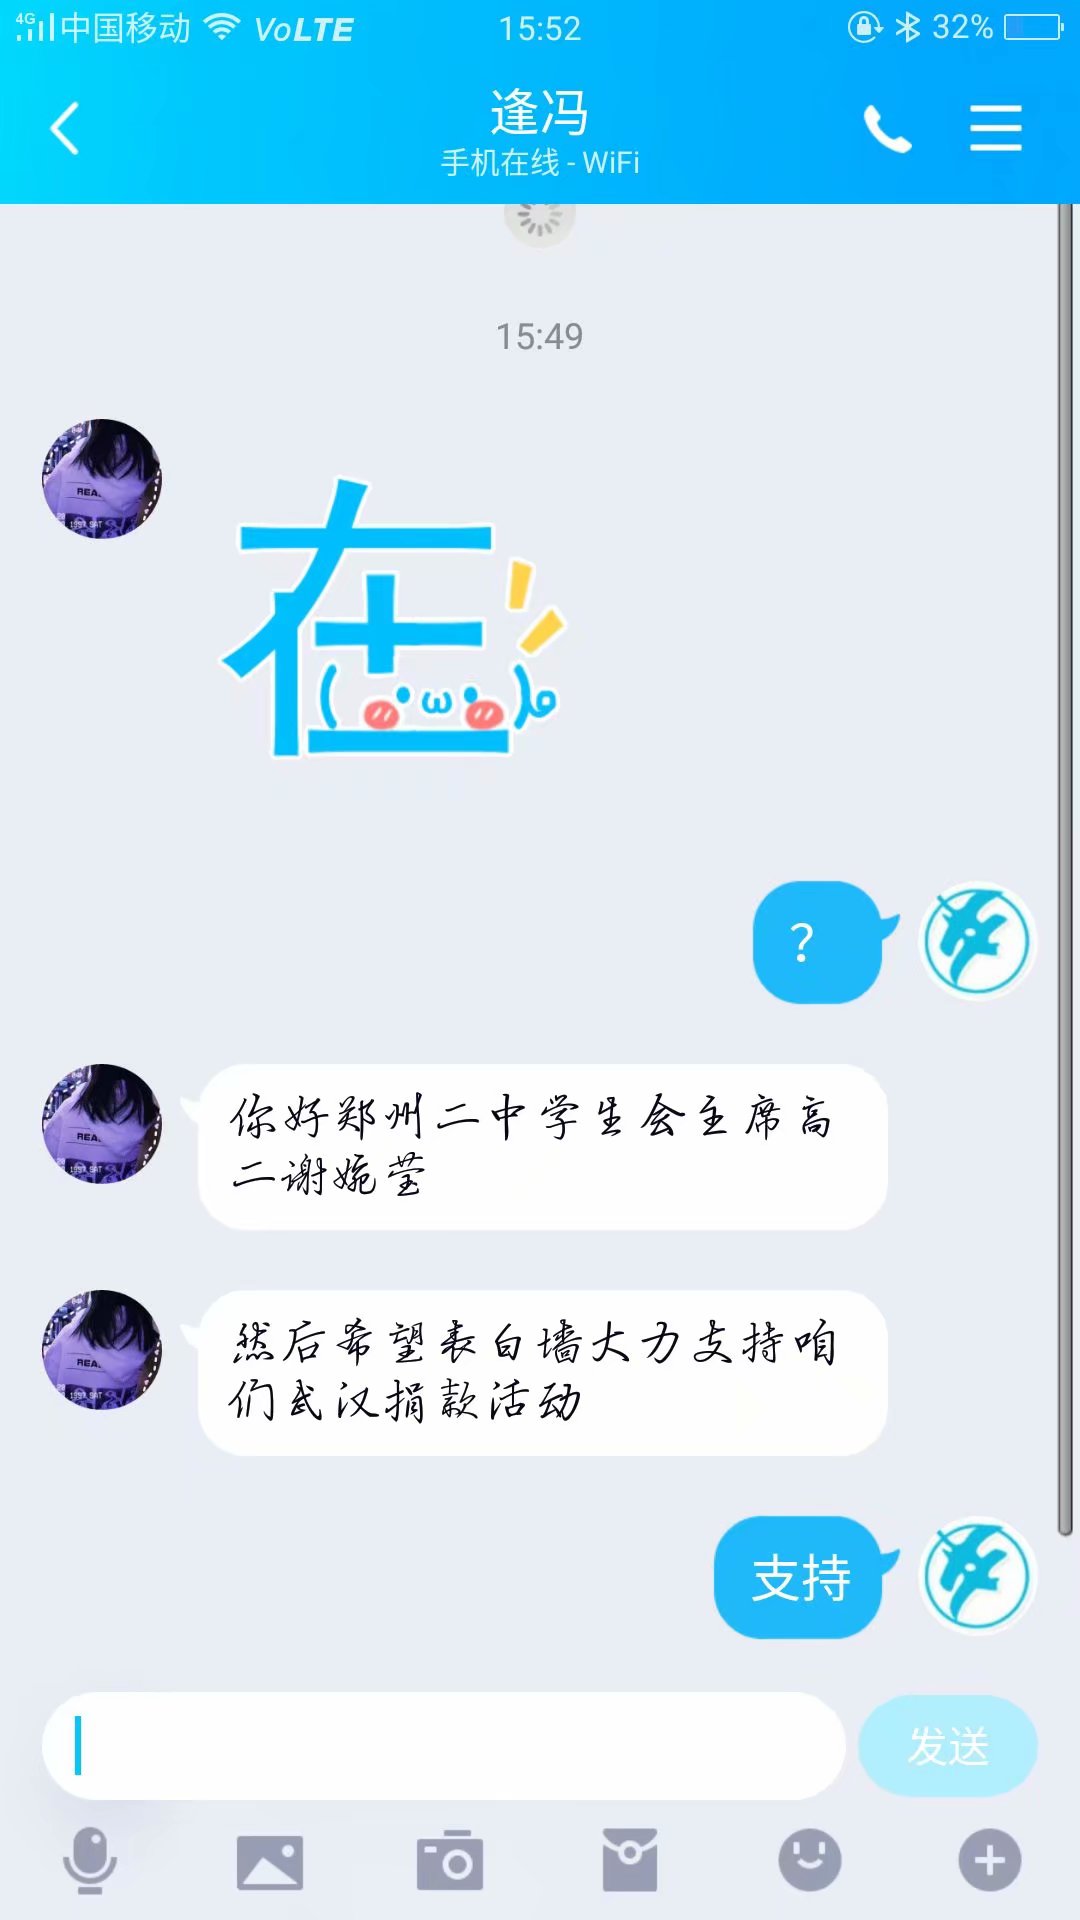 4G 中国移动 VoLTE 15:52 32%
逢冯
手机在线 - WiFi
15:49
在
?
你好郑州二中学生会主席高
二谢婉莹
然后希望表白墙大力支持咱
们武汉捐款活动
支持
发送